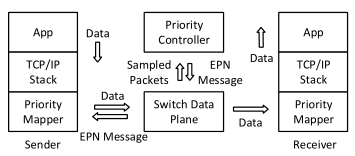 App
TCP/IP
Stack
Priority
Mapper
Sender
Data
Data
EPN Message
Priority
Controller
Sampled
Packets
EPN
Message
Switch Data
Plane
Data
Data
App
TCP/IP
Stack
Priority
Mapper
Receiver